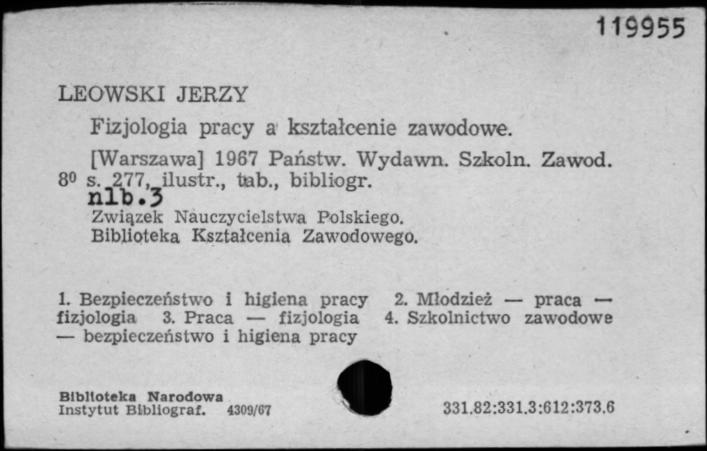 119955
LEOWSKI JERZY
Fizjologia pracy a kształcenie zawodowe.
[Warszawa] 1967 Państw. Wydawn. Szkoln. Zawod.
8⁰ s. 277, ilustr., tab., bibliogr.
nlb.3
Związek Nauczycielstwa Polskiego.
Biblioteka Kształcenia Zawodowego.
1. Bezpieczeństwo i higiena pracy 2. Młodzież — praca —
fizjologia 3. Praca — fizjologia 4. Szkolnictwo zawodowe
— bezpieczeństwo i higiena pracy
Biblioteka Narodowa
Instytut Bibliograf. 4309/67
331.82:331.3:612:373.6